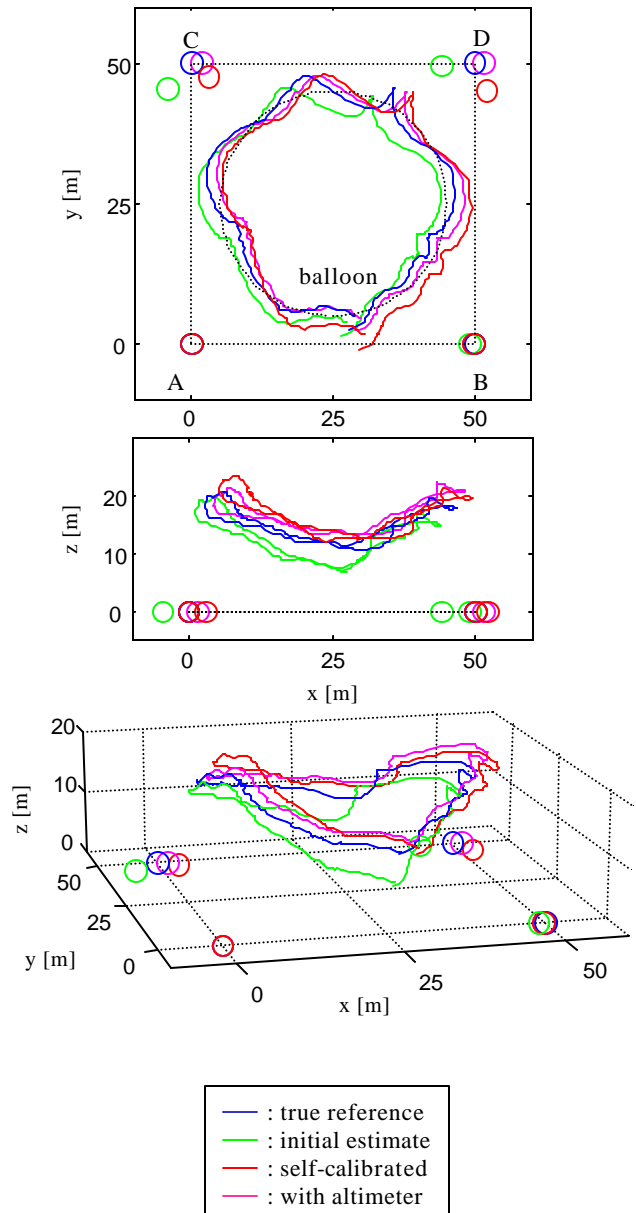 C
D
50
25
0
y [m]
balloon
A
B
0
25
50
20
10
0
z [m]
0
25
50
x [m]
20
10
0
z [m]
50
25
0
y [m]
0
25
50
x [m]
: true reference
: initial estimate
: self-calibrated
: with altimeter